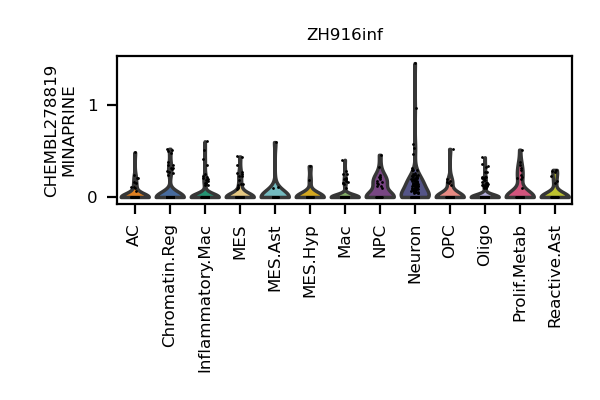 ZH916inf
CHEMBL278819
MINAPRINE
1
0
AC
Chromatin.Reg
Inflammatory.Mac
MES
MES.Ast
MES.Hyp
Mac
NPC
Neuron
OPC
Oligo
Prolif.Metab
Reactive.Ast